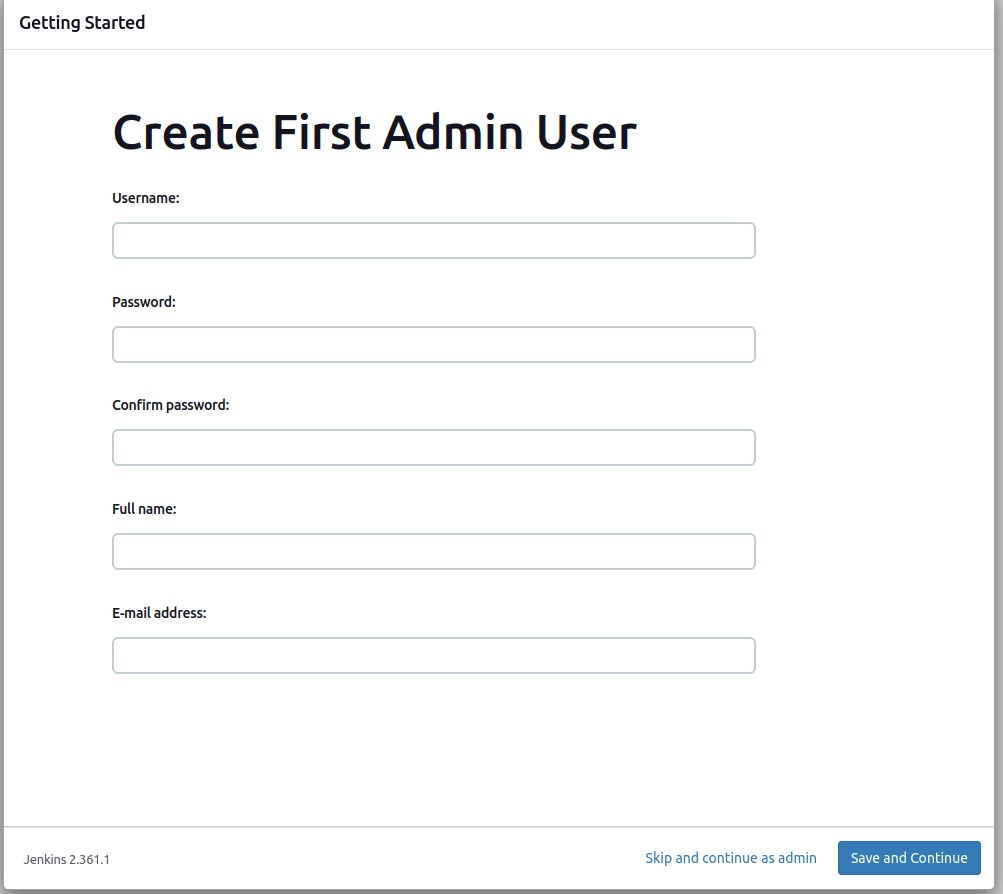 Getting Started
Create First Admin User
Username:
Password:
Confirm password:
Full name:
E-mail address:
Jenkins 2.361.1
Skip and continue as admin
Save and Continue